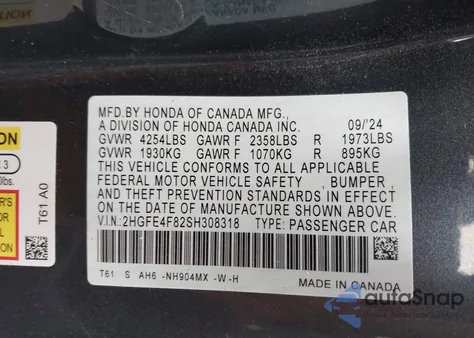 MFD.BY HONDA OF CANADA MFG.,
A DIVISION OF HONDA CANADA INC. 09/'24
GVWR 4254LBS GAWR F 2358LBS R 1973LBS
GVWR 1930KG GAWR F 1070KG R 895KG
THIS VEHICLE CONFORMS TO ALL APPLICABLE
FEDERAL MOTOR VEHICLE SAFETY , BUMPER ,
AND THEFT PREVENTION STANDARDS IN EFFECT
ON THE DATE OF MANUFACTURE SHOWN ABOVE.
V.I.N:2HGFE4F82SH308318 TYPE: PASSENGER CAR
T61 S AH6 -NH904MX -W-H
MADE IN CANADA
ON
3
lbs.
T61 A0
autoSnap